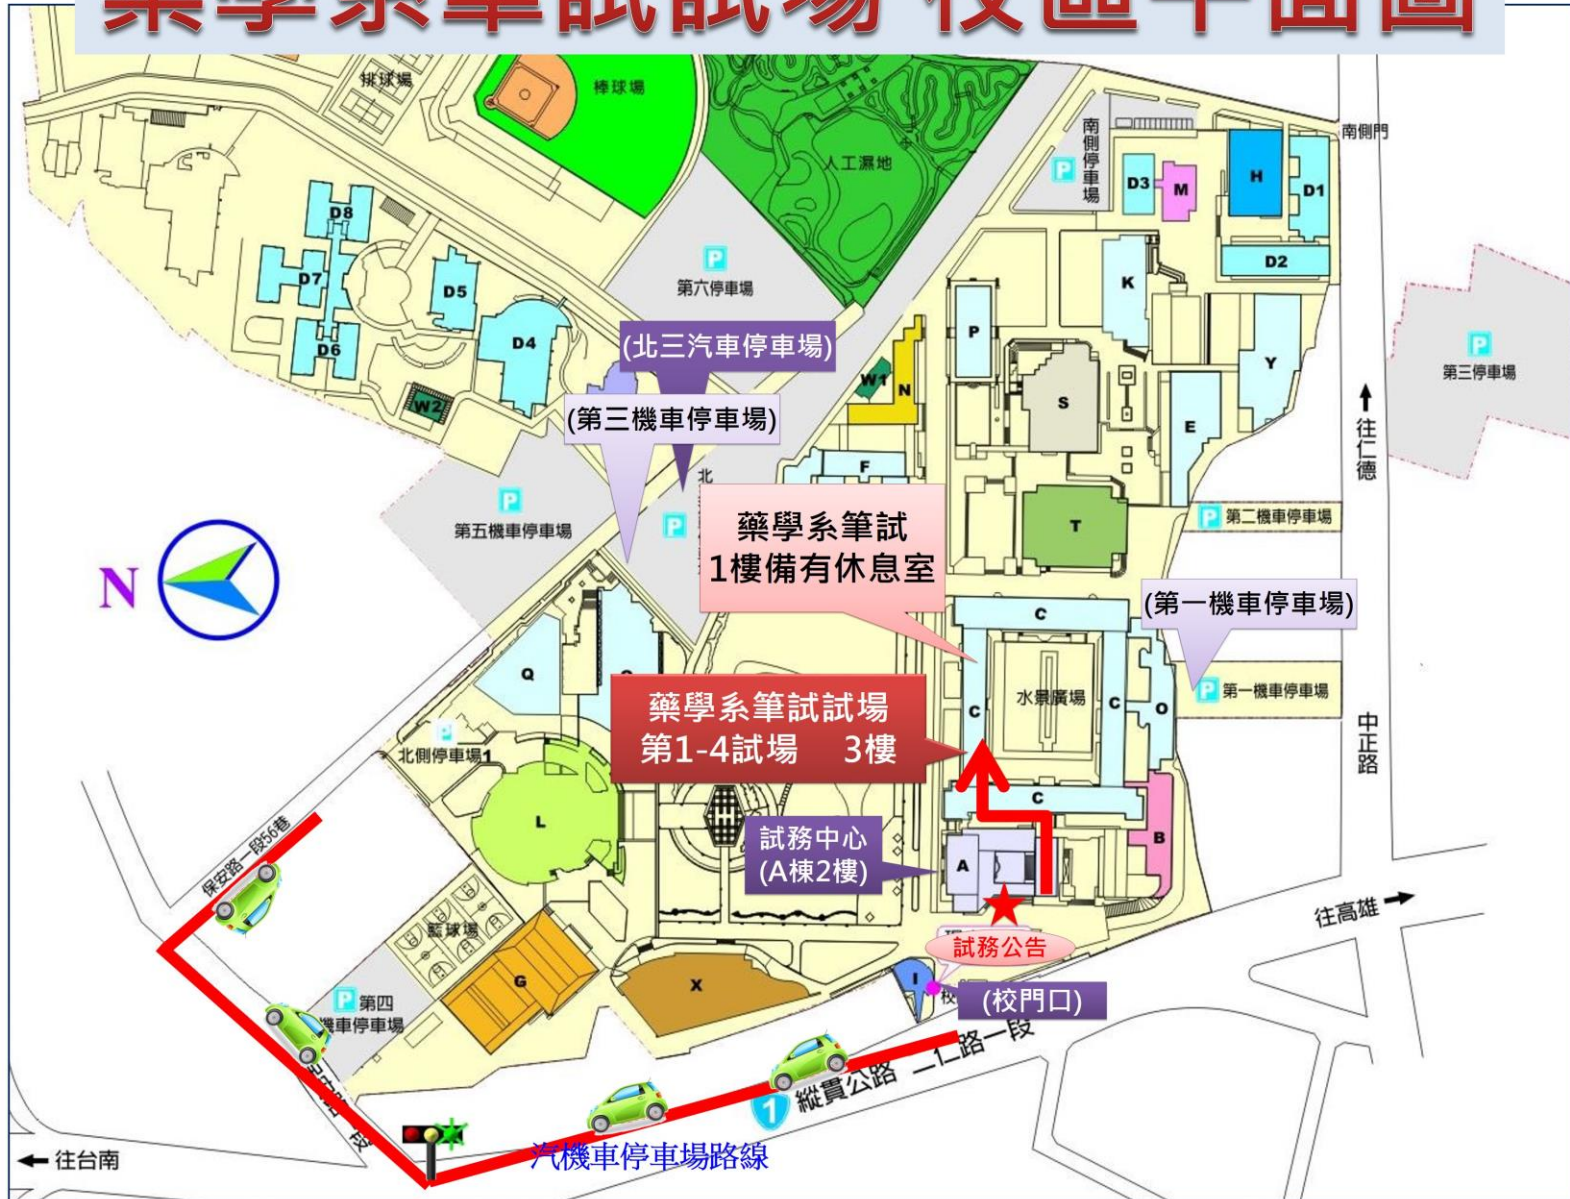 藥學系筆試試場 校區平面圖
排球場
棒球場
人工濕地
南側停車場
P
南側門
D3
M
H
D1
D2
D8
D7
D5
D6
D4
W2
P
第六停車場
(北三汽車停車場)
(第三機車停車場)
W1
N
P
K
S
Y
E
P
第三停車場
往仁德
F
北
P
P
第五機車停車場
藥學系筆試
1樓備有休息室
T
P 第二機車停車場
N
(第一機車停車場)
C
Q
C
水景廣場
C
O
P 第一機車停車場
藥學系筆試試場
第1-4試場 3樓
中正路
P
北側停車場1
L
C
B
試務中心
(A棟2樓)
A
保安路一段56巷
籃球場
往高雄
試務公告
G
X
I
校
(校門口)
P 第四
機車停車場
1
縱貫公路 二仁路一段
段
汽機車停車場路線
往台南